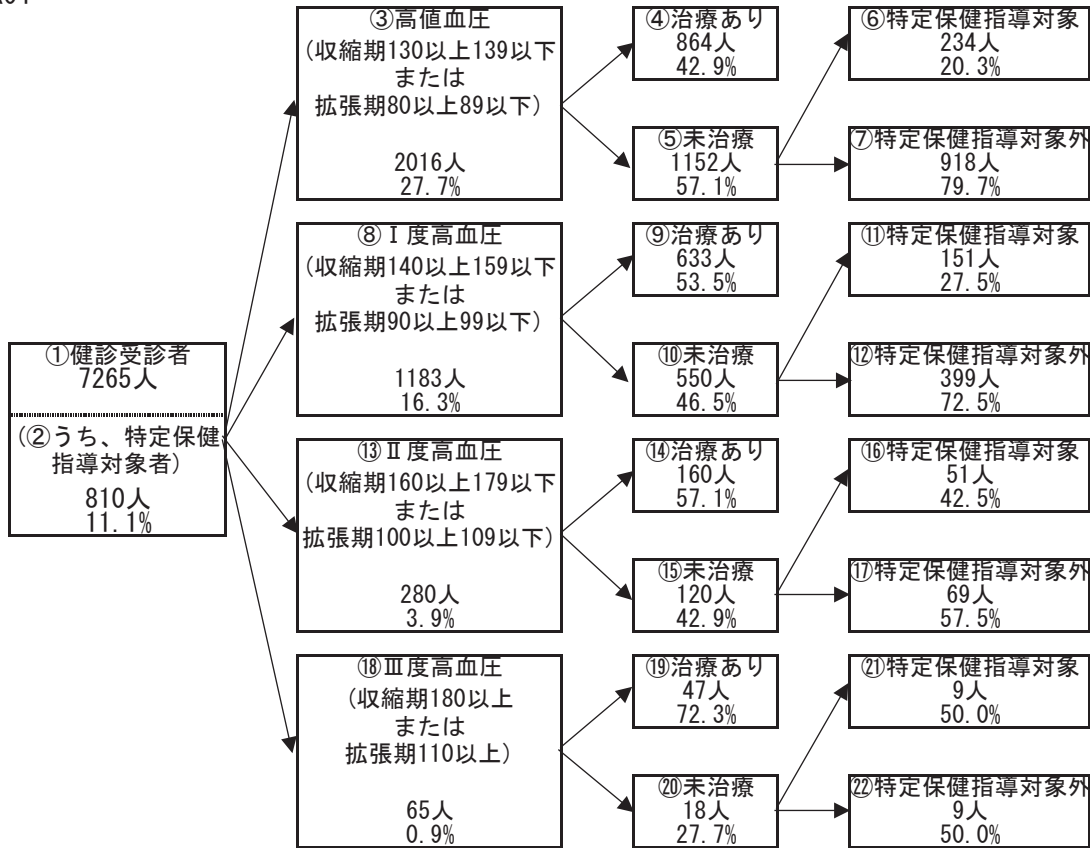 ①健診受診者
7265人
(②うち、特定保健
指導対象者)
810人
11.1%
③高値血圧
(収縮期130以上139以下
または
拡張期80以上89以下)
2016人
27.7%
④治療あり
864人
42.9%
⑤未治療
1152人
57.1%
⑥特定保健指導対象
234人
20.3%
⑦特定保健指導対象外
918人
79.7%
⑧Ⅰ度高血圧
(収縮期140以上159以下
または
拡張期90以上99以下)
1183人
16.3%
⑨治療あり
633人
53.5%
⑩未治療
550人
46.5%
⑪特定保健指導対象
151人
27.5%
⑫特定保健指導対象外
399人
72.5%
⑬Ⅱ度高血圧
(収縮期160以上179以下
または
拡張期100以上109以下)
280人
3.9%
⑭治療あり
160人
57.1%
⑮未治療
120人
42.9%
⑯特定保健指導対象
51人
42.5%
⑰特定保健指導対象外
69人
57.5%
⑱Ⅲ度高血圧
(収縮期180以上
または
拡張期110以上)
65人
0.9%
⑲治療あり
47人
72.3%
⑳未治療
18人
27.7%
㉑特定保健指導対象
9人
50.0%
㉒特定保健指導対象外
9人
50.0%